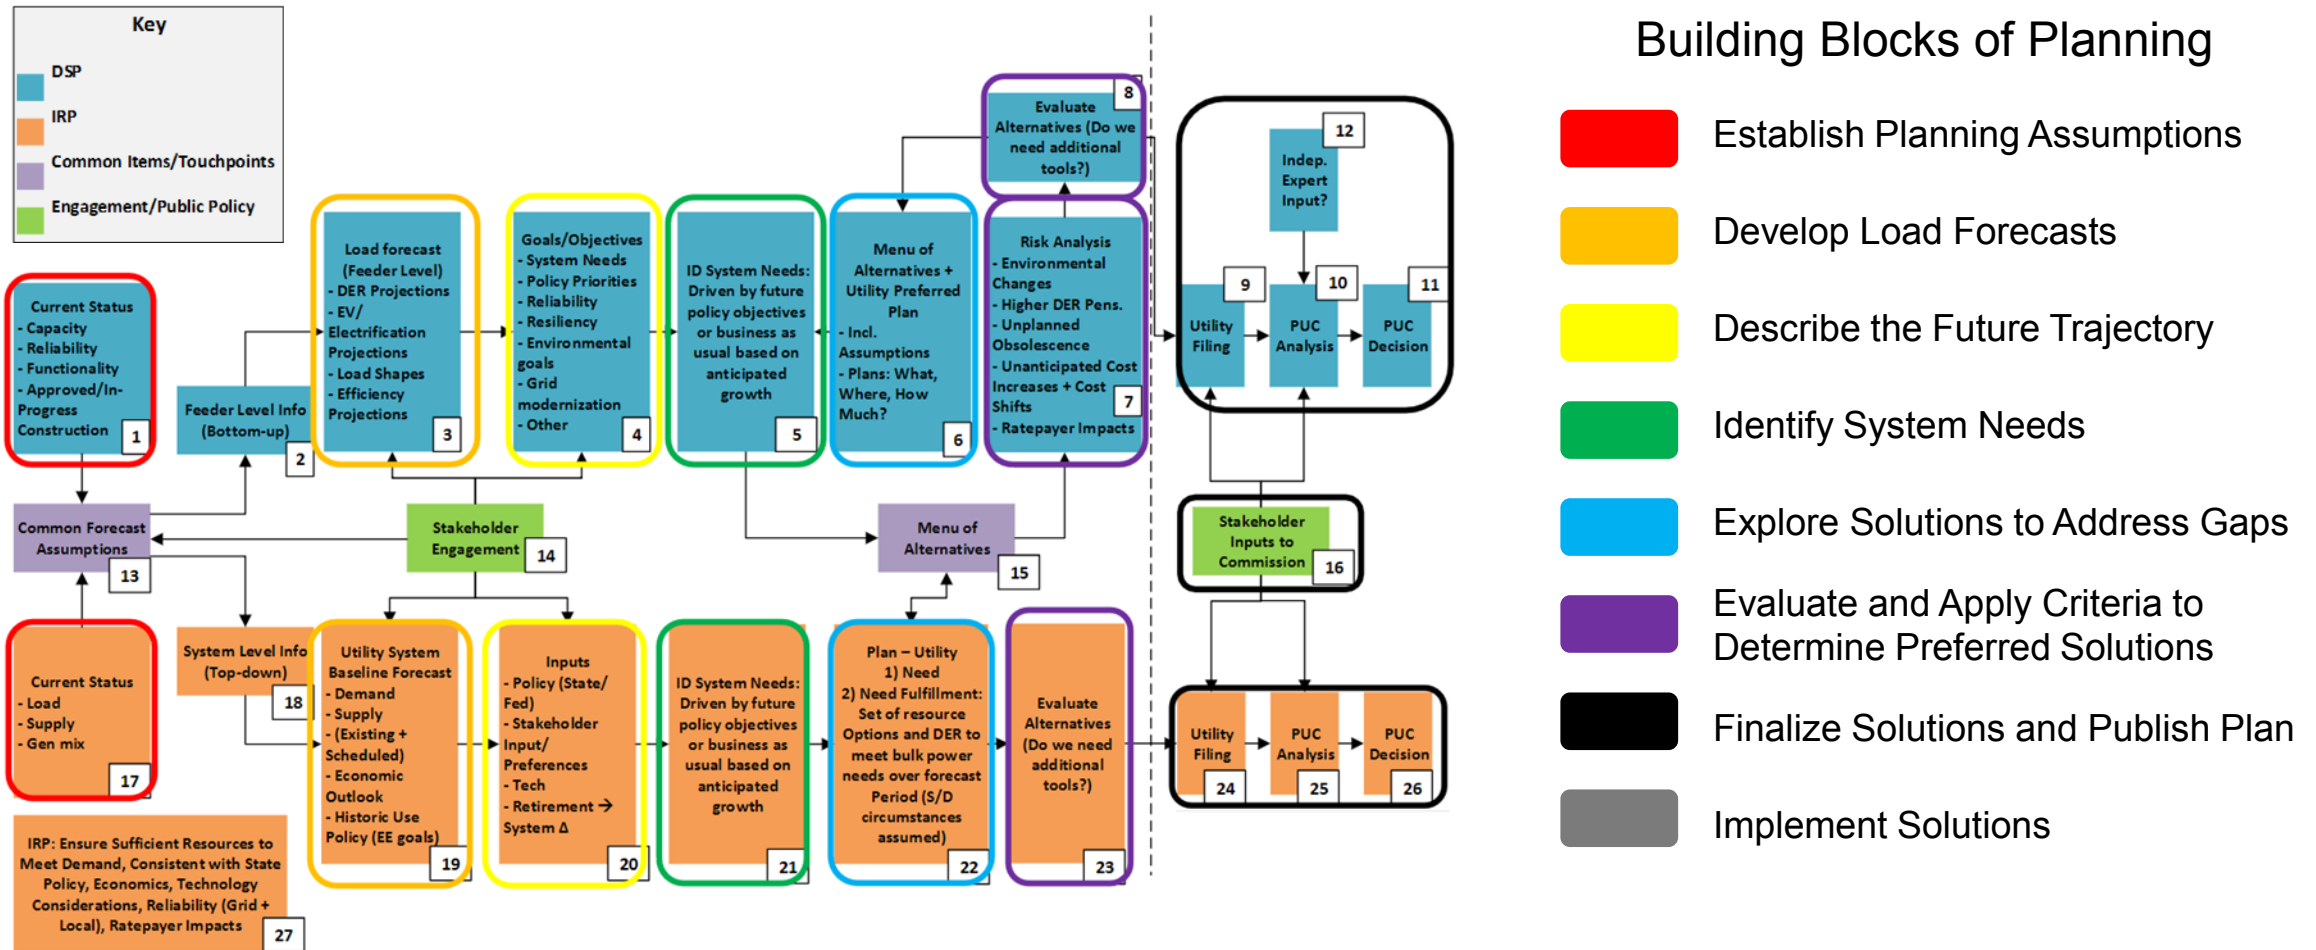 Key
DSP
IRP
Common Items/Touchpoints
Engagement/Public Policy
Current Status
- Capacity
- Reliability
- Functionality
- Approved/In-
Progress
Construction
1
Feeder Level Info
(Bottom-up)
2
Load forecast
(Feeder Level)
- DER Projections
- EV/
Electrification
Projections
- Load Shapes
- Efficiency
Projections
3
Goals/Objectives
- System Needs
- Policy Priorities
- Reliability
- Resiliency
- Environmental
goals
- Grid
modernization
- Other
4
ID System Needs:
Driven by future
policy objectives
or business as
usual based on
anticipated
growth
5
Menu of
Alternatives +
Utility Preferred
Plan
- Incl.
Assumptions
- Plans: What,
Where, How
Much?
6
Risk Analysis
- Environmental
Changes
- Higher DER Pens.
- Unplanned
Obsolescence
- Unanticipated Cost
Increases + Cost
Shifts
- Ratepayer Impacts
7
Evaluate
Alternatives (Do we
need additional
tools?)
8
Utility
Filing
9
PUC
Analysis
10
PUC
Decision
11
Indep.
Expert
Input?
12
Common Forecast
Assumptions
13
Stakeholder
Engagement
14
Menu of
Alternatives
15
Stakeholder
Inputs to
Commission
16
Current Status
- Load
- Supply
- Gen mix
17
System Level Info
(Top-down)
18
Utility System
Baseline Forecast
- Demand
- Supply
- (Existing +
Scheduled)
- Economic
Outlook
- Historic Use
Policy (EE goals)
19
Inputs
- Policy (State/
Fed)
- Stakeholder
Input/
Preferences
- Tech
- Retirement →
System Δ
20
ID System Needs:
Driven by future
policy objectives
or business as
usual based on
anticipated
growth
21
Plan – Utility
1) Need
2) Need Fulfillment:
Set of resource
Options and DER to
meet bulk power
needs over forecast
Period (S/D
circumstances
assumed)
22
Evaluate
Alternatives
(Do we need
additional
tools?)
23
Utility
Filing
24
PUC
Analysis
25
PUC
Decision
26
IRP: Ensure Sufficient Resources to
Meet Demand, Consistent with State
Policy, Economics, Technology
Considerations, Reliability (Grid +
Local), Ratepayer Impacts
27
Building Blocks of Planning
Establish Planning Assumptions
Develop Load Forecasts
Describe the Future Trajectory
Identify System Needs
Explore Solutions to Address Gaps
Evaluate and Apply Criteria to
Determine Preferred Solutions
Finalize Solutions and Publish Plan
Implement Solutions